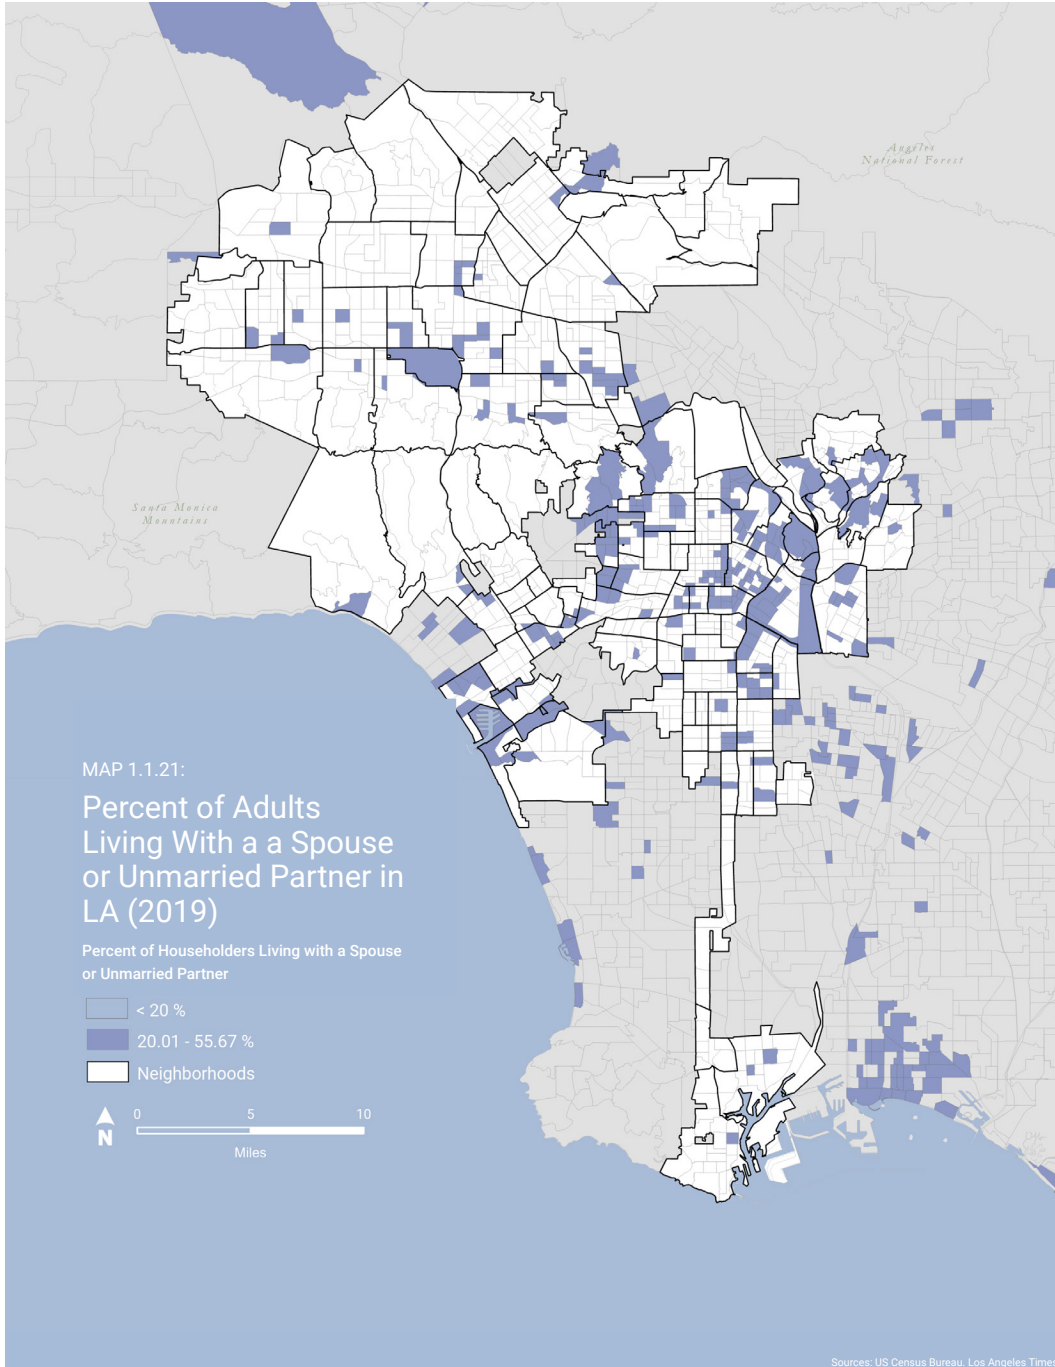 Angeles
National Forest
Santa Monica
Mountains
MAP 1.1.21:
Percent of Adults
Living With a a Spouse
or Unmarried Partner in
LA (2019)
Percent of Householders Living with a Spouse
or Unmarried Partner
< 20 %
20.01 - 55.67 %
Neighborhoods
0 5 10
N
Miles
Sources: US Census Bureau, Los Angeles Times